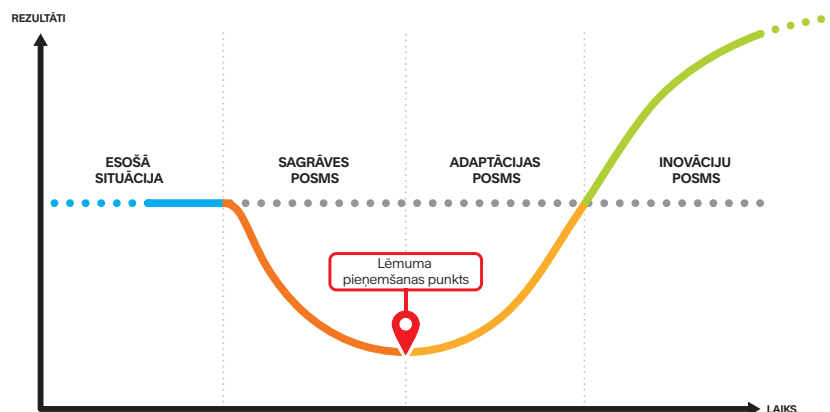 REZULTĀTI
ESOŠĀ
SITUĀCIJA
SAGRĀVES
POSMS
ADAPTĀCIJAS
POSMS
INOVĀCIJU
POSMS
Lēmuma
pieņemšanas punkts
LAIKS